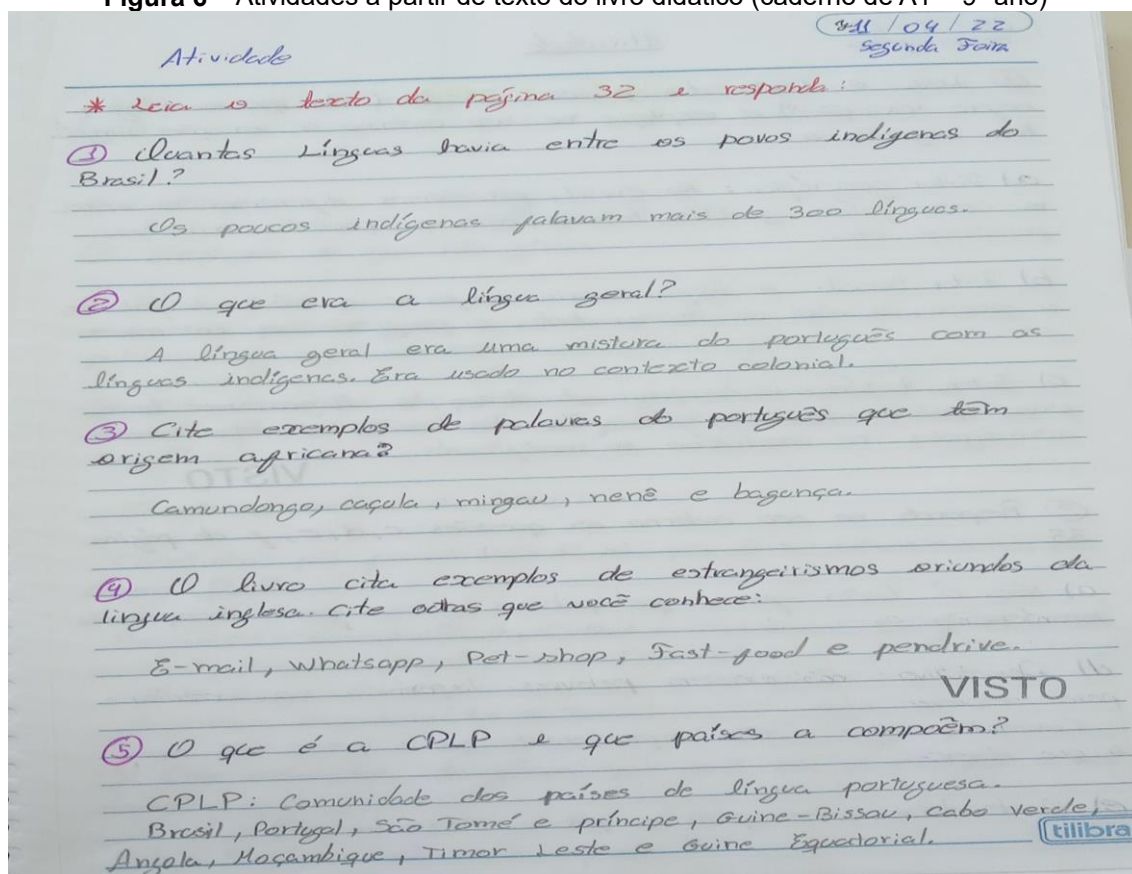 Figura 6 – Atividades a partir de texto do livro didático (caderno de A1 – 9º ano)
11/04/22
Atividade
Segunda Feira
* Leia o texto da página 32 e responda:
① Quantas Línguas havia entre os povos indígenas do
Brasil?
Os poucos indígenas falavam mais de 300 línguas.
② O que era a língua geral?
A língua geral era uma mistura do português com as
línguas indígenas. Era usado no contexto colonial.
③ Cite exemplos de palavras do português que têm
origem africana?
Camundongo, caçula, mingau, nenê e bagunça.
④ O livro cita exemplos de estrangeirismos oriundos da
língua inglesa. Cite odras que você conhece:
E-mail, Whatsapp, Pet-shop, Fast-food e pendrive.
VISTO
⑤ O que é a CPLP e que países a compoêm?
CPLP: Comunidade dos países de língua portuguesa.
Brasil, Portugal, São Tomé e príncipe, Guine-Bissau, Cabo verde,
Angola, Moçambique, Timor Leste e Guine Equatorial.
tilibra